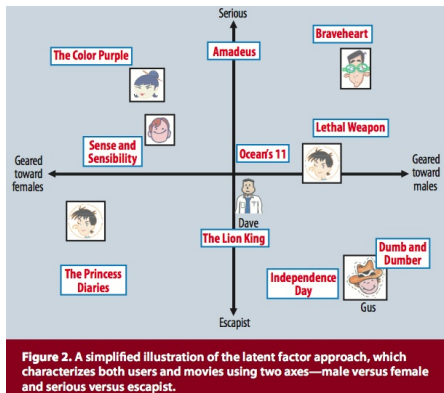 Serious
Braveheart
The Color Purple
Amadeus
Lethal Weapon
Sense and
Sensibility
Ocean's 11
Geared
toward
females
Geared
toward
males
Dave
The Lion King
Dumb and
Dumber
The Princess
Diaries
Independence
Day
Gus
Escapist
Figure 2. A simplified illustration of the latent factor approach, which
characterizes both users and movies using two axes—male versus female
and serious versus escapist.